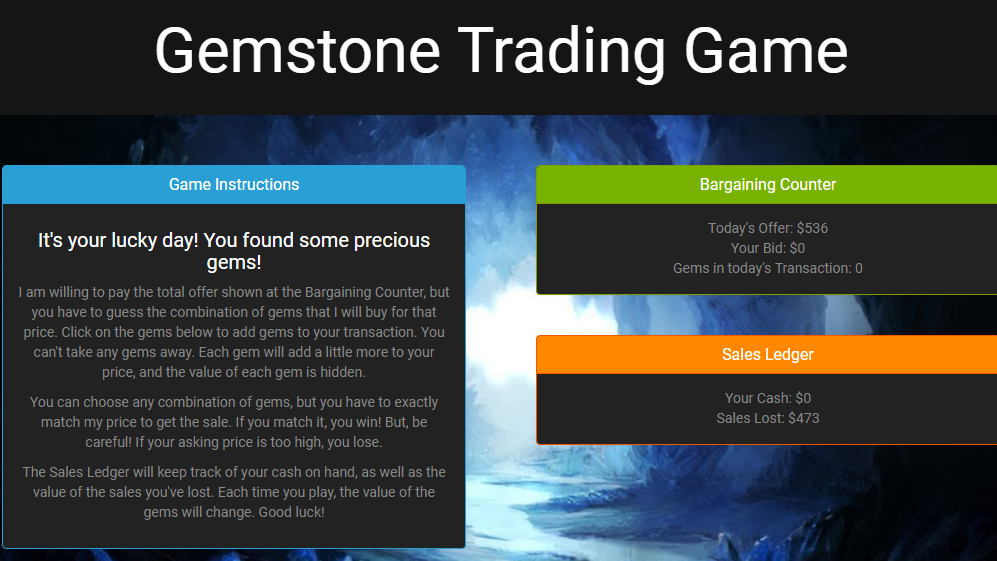 Gemstone Trading Game
Game Instructions
It's your lucky day! You found some precious
gems!
I am willing to pay the total offer shown at the Bargaining Counter, but
you have to guess the combination of gems that I will buy for that
price. Click on the gems below to add gems to your transaction. You
can't take any gems away. Each gem will add a little more to your
price, and the value of each gem is hidden.
You can choose any combination of gems, but you have to exactly
match my price to get the sale. If you match it, you win! But, be
careful! If your asking price is too high, you lose.
The Sales Ledger will keep track of your cash on hand, as well as the
value of the sales you've lost. Each time you play, the value of the
gems will change. Good luck!
Bargaining Counter
Today's Offer: $536
Your Bid: $0
Gems in today's Transaction: 0
Sales Ledger
Your Cash: $0
Sales Lost: $473